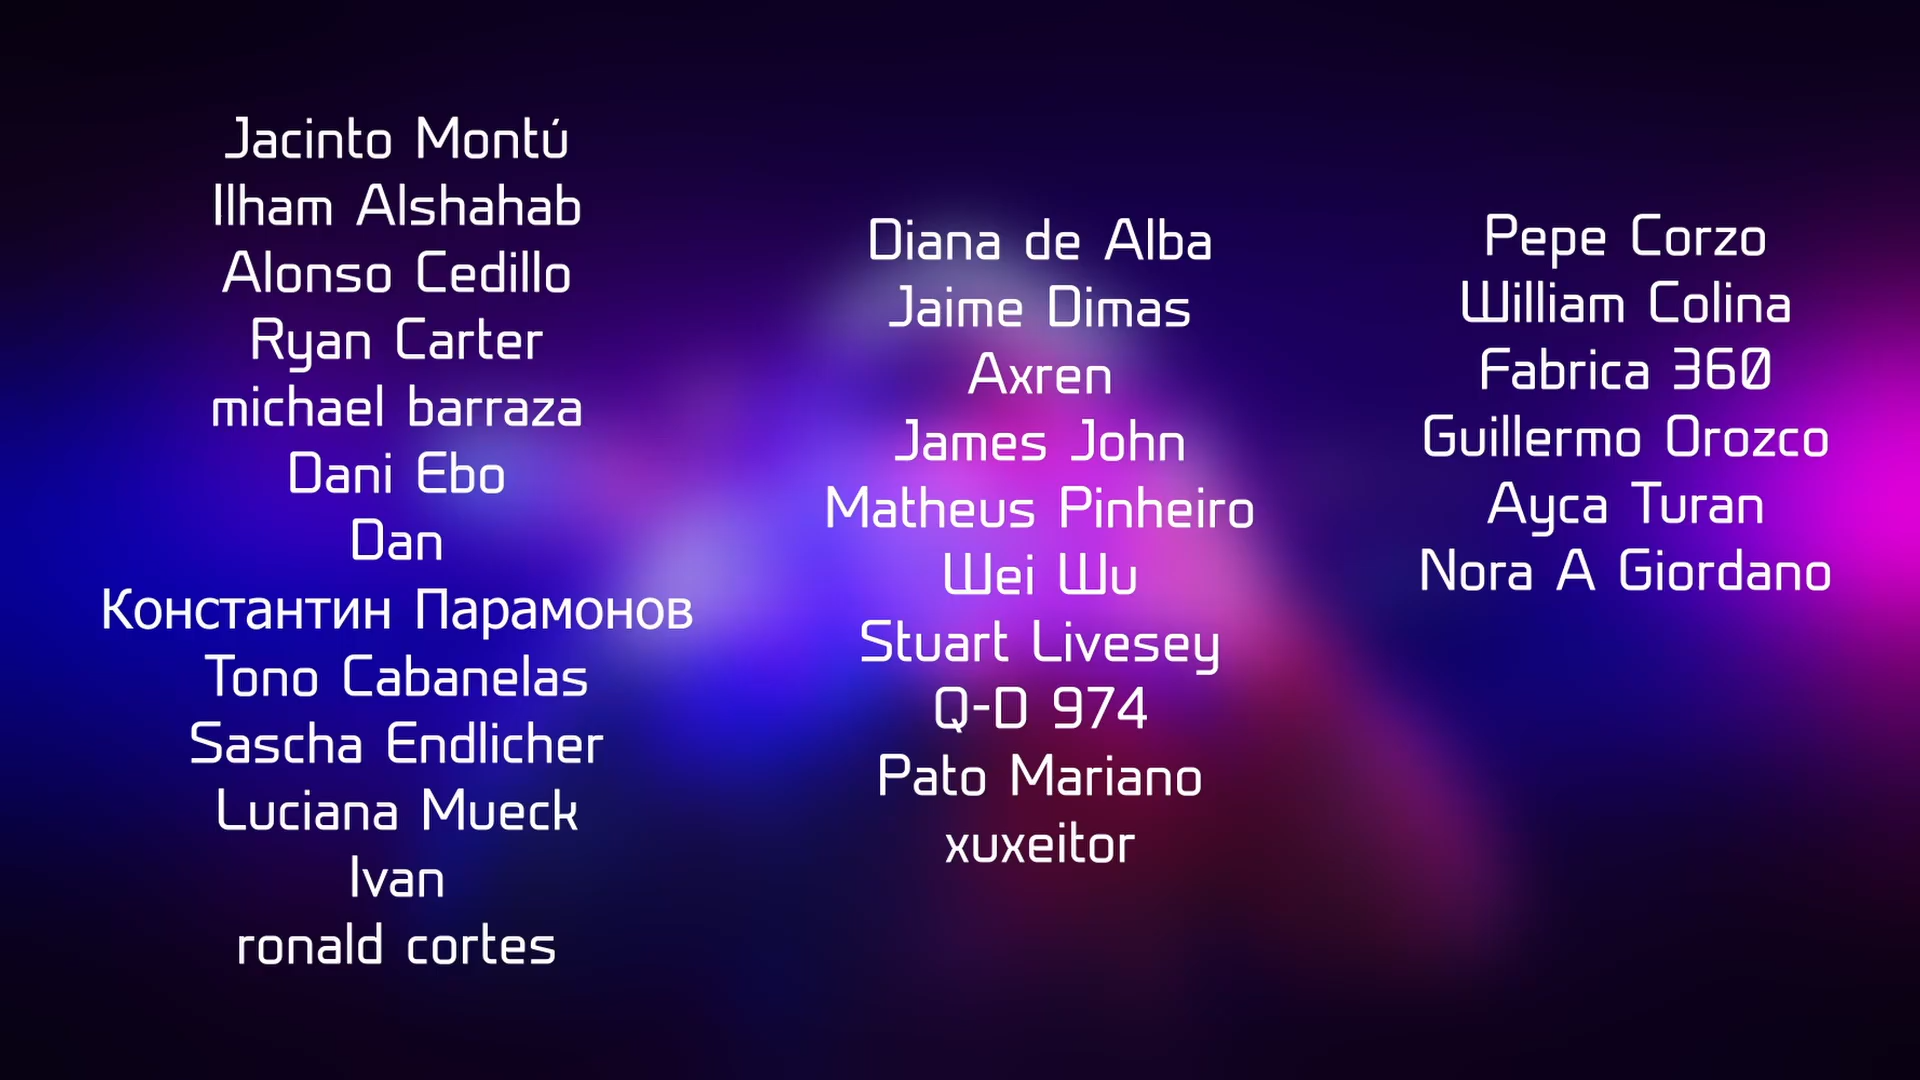 Jacinto Montú
Ilham Alshahab
Alonso Cedillo
Ryan Carter
michael barraza
Dani Ebo
Dan
Константин Парамонов
Tono Cabanelas
Sascha Endlicher
Luciana Mueck
Ivan
ronald cortes
Diana de Alba
Jaime Dimas
Axren
James John
Matheus Pinheiro
Wei Wu
Stuart Livesey
Q-D 974
Pato Mariano
xuxeitor
Pepe Corzo
William Colina
Fabrica 360
Guillermo Orozco
Ayca Turan
Nora A Giordano